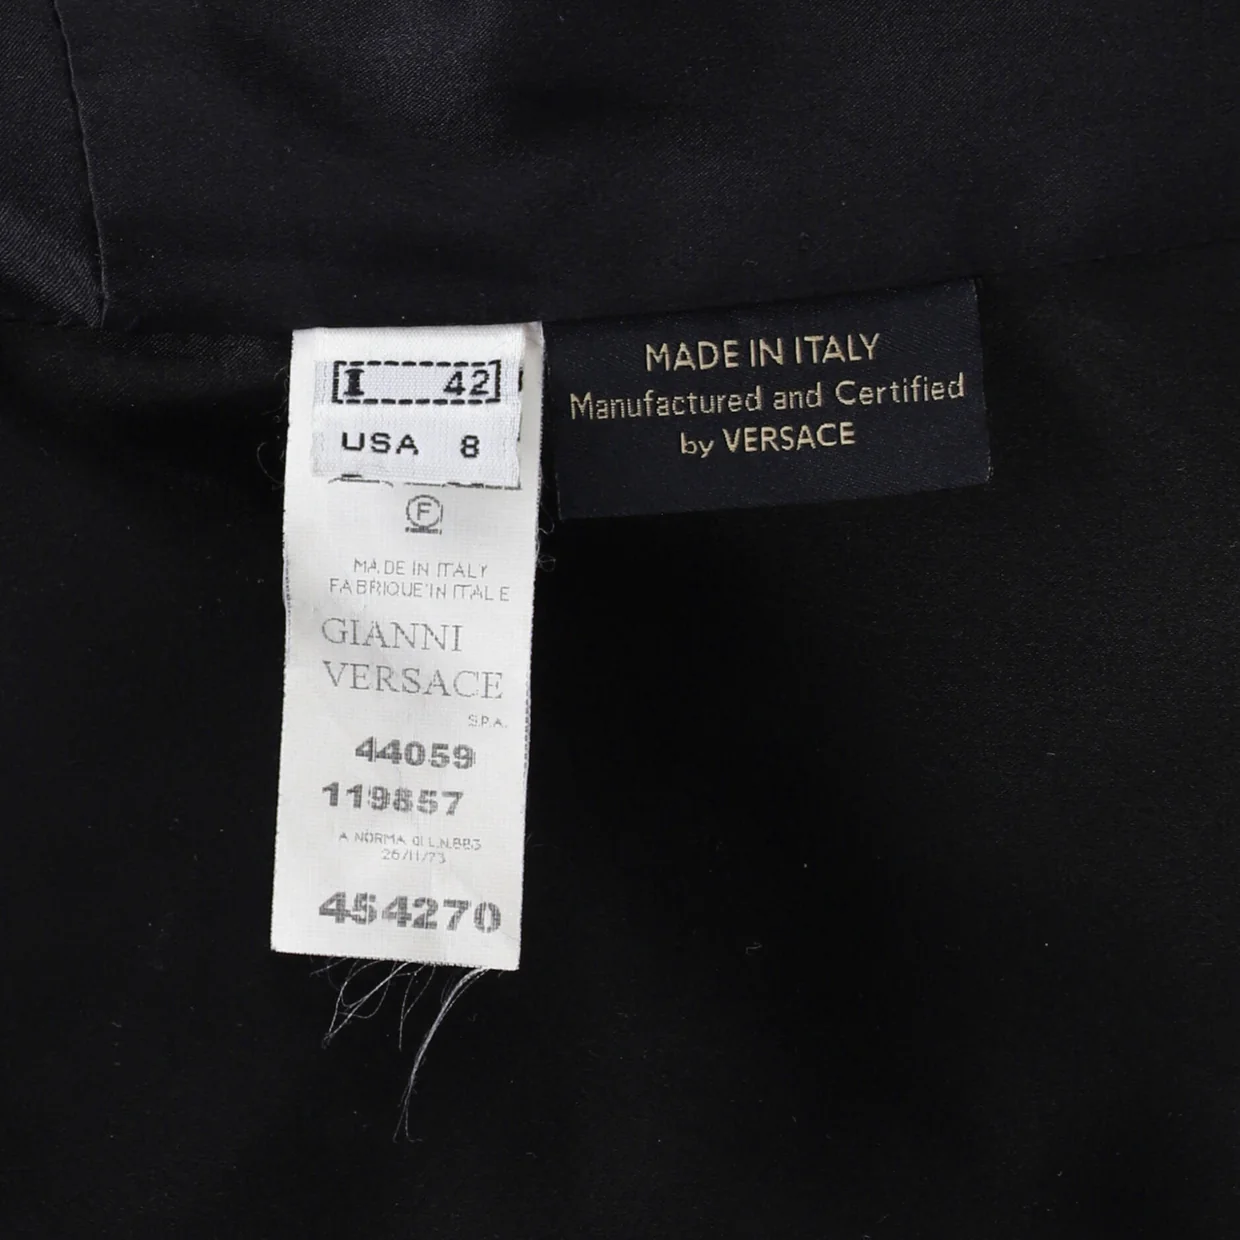 I 42
USA 8
F
MADE IN ITALY
FABRIQUE'IN ITALE
GIANNI
VERSACE
S.P.A.
44059
119857
A NORMA DI L.N.883
26/11/73
454270
MADE IN ITALY
Manufactured and Certified
by VERSACE